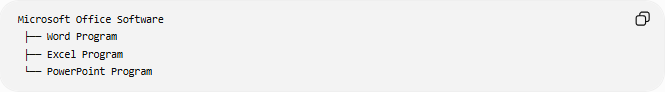 Microsoft Office Software
├── Word Program
├── Excel Program
└── PowerPoint Program